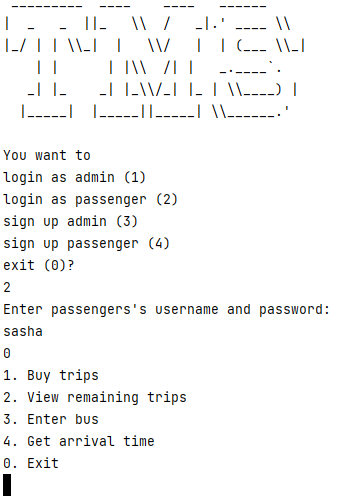 _________  ____    ____   ______
|  _   _  ||_   \\  /   _|.' ____ \\
|_/ | | \\_|  |   \\/   |  | (___ \\_|
    | |      | |\\  /| |   _.____`.
   _| |_    _| |_\\/_| |_ | \\____) |
  |_____|  |_____||_____| \\______.'
You want to
login as admin (1)
login as passenger (2)
sign up admin (3)
sign up passenger (4)
exit (0)?
2
Enter passengers's username and password:
sasha
0
1. Buy trips
2. View remaining trips
3. Enter bus
4. Get arrival time
0. Exit